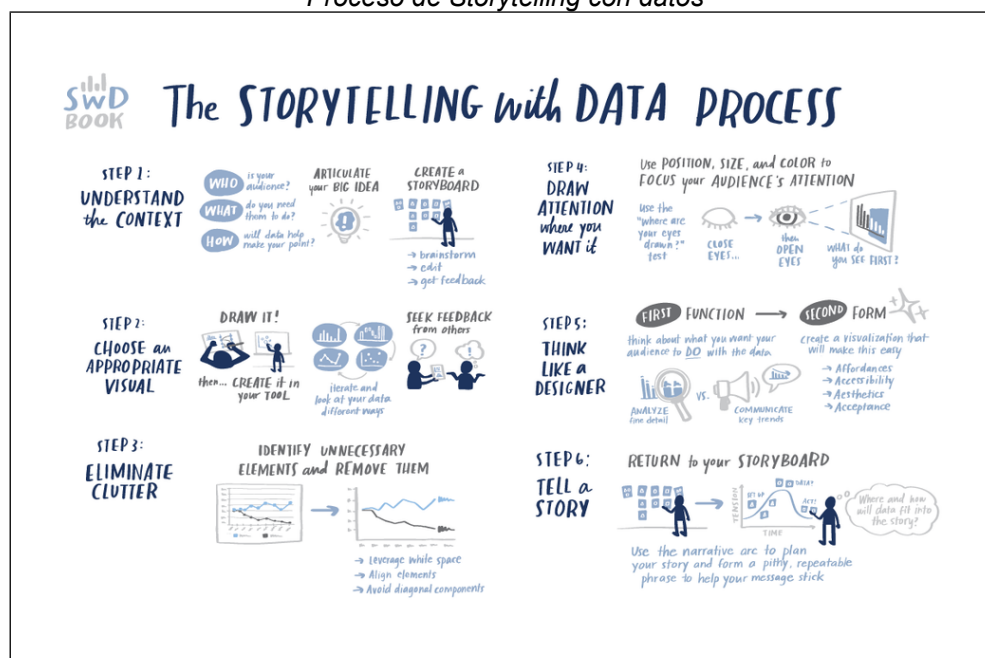 Proceso de Storytelling con datos
SWD
BOOK
The STORYTELLING with DATA PROCESS
STEP 1:
UNDERSTAND
the CONTEXT
WHO is your
audience?
WHAT do you need
them to do?
HOW will data help
make your point?
ARTICULATE
your BIG IDEA
CREATE a
STORYBOARD
→ brainstorm
→ edit
→ get feedback
STEP 2:
CHOOSE an
APPROPRIATE
VISUAL
DRAW IT!
then... CREATE it in
your TOOL
iterate and
look at your data
different ways
SEEK FEEDBACK
from others
?
!
STEP 3:
ELIMINATE
CLUTTER
IDENTIFY UNNECESSARY
ELEMENTS and REMOVE THEM
→ Leverage white space
→ Align elements
→ Avoid diagonal components
STEP 4:
DRAW
ATTENTION
where you
WANT it
Use POSITION, SIZE, and COLOR to
FOCUS your AUDIENCE'S ATTENTION
Use the
"where are
your eyes
drawn?"
test
CLOSE
EYES...
then
OPEN
EYES
WHAT do
you SEE FIRST?
STEP 5:
THINK
LIKE a
DESIGNER
FIRST FUNCTION → SECOND FORM
think about what you want your
audience to DO with the data
ANALYZE
fine detail
VS.
COMMUNICATE
key trends
create a visualization that
will make this easy
→ Affordances
→ Accessibility
→ Aesthetics
→ Acceptance
STEP 6:
TELL a
STORY
RETURN to your STORYBOARD
TENSION
SET UP
DATA!
ACT!
TIME
Where and how
will data fit into
the story?
Use the narrative arc to plan
your story and form a pithy, repeatable
phrase to help your message stick